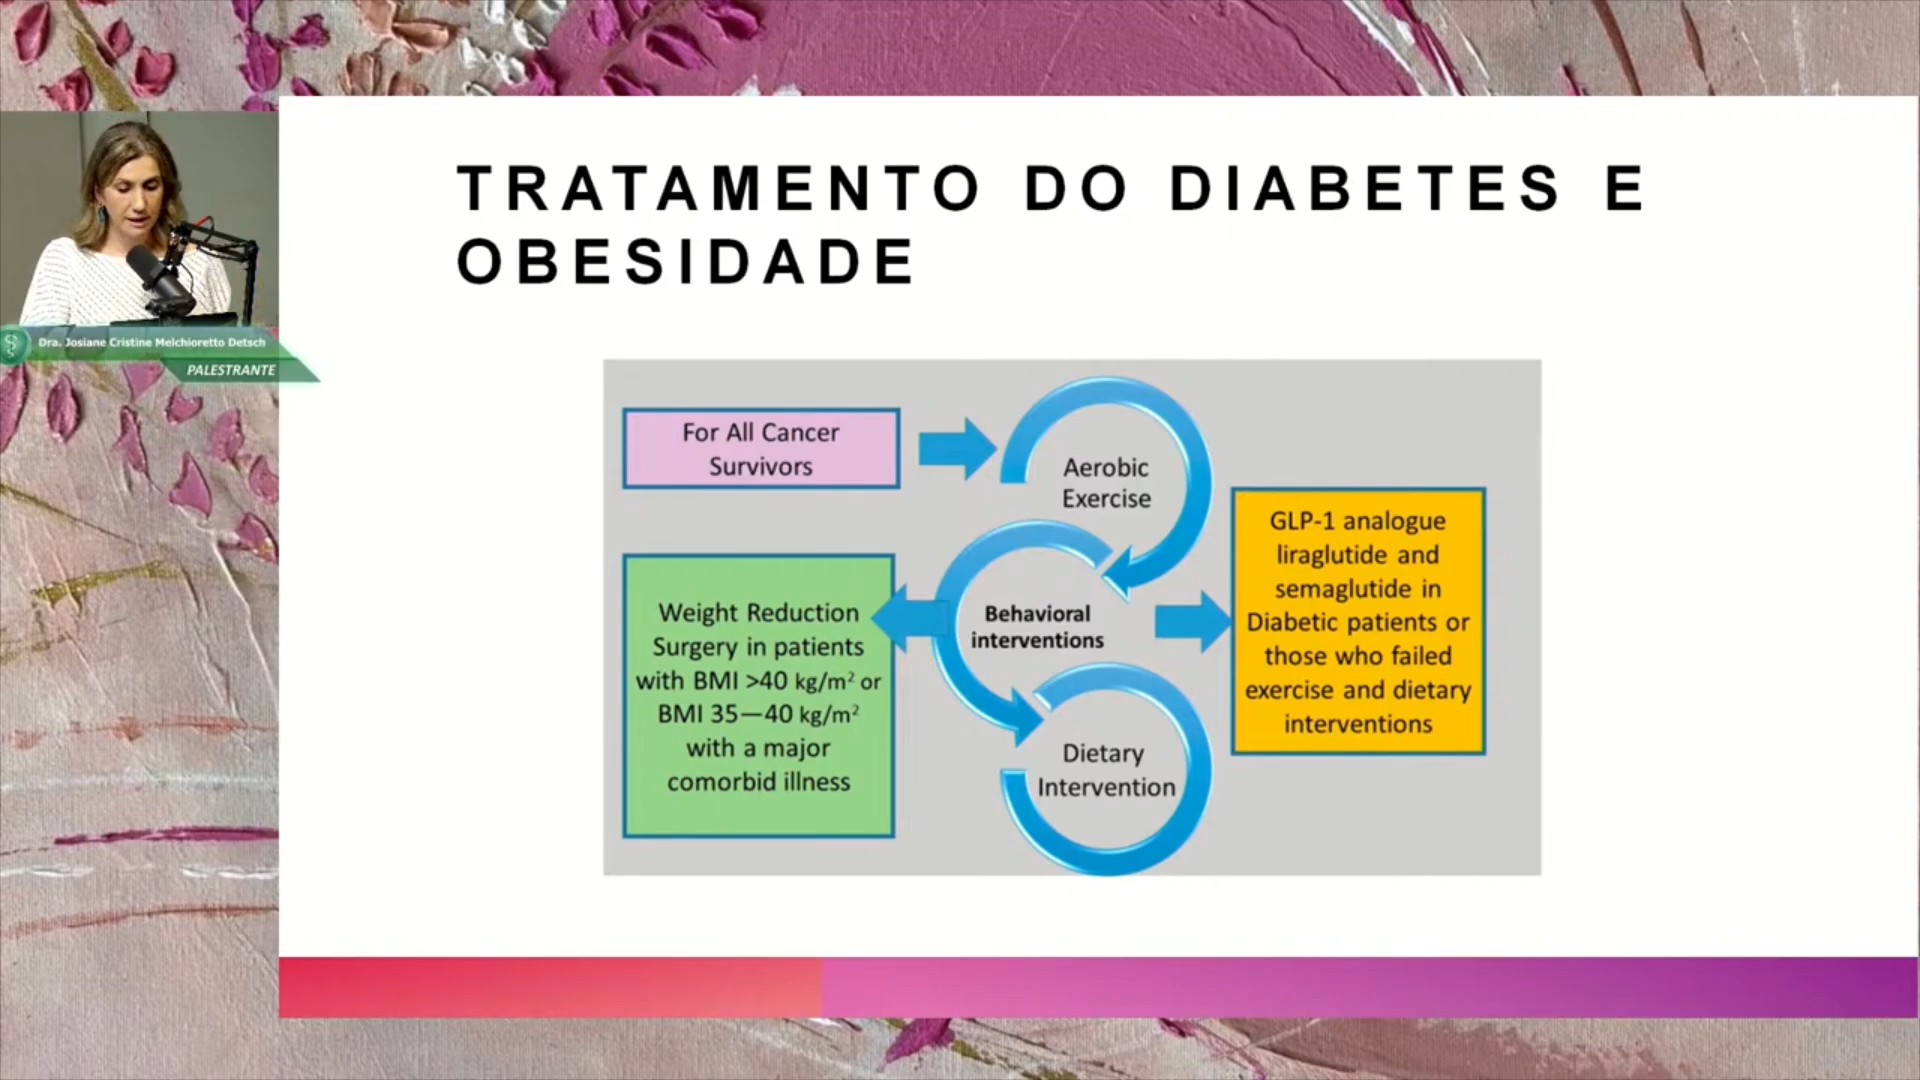 TRATAMENTO DO DIABETES E
OBESIDADE
Dra. Josiane Cristine Melchioretto Detsch
PALESTRANTE
For All Cancer
Survivors
Aerobic
Exercise
Behavioral
interventions
Dietary
Intervention
Weight Reduction
Surgery in patients
with BMI >40 kg/m² or
BMI 35—40 kg/m²
with a major
comorbid illness
GLP-1 analogue
liraglutide and
semaglutide in
Diabetic patients or
those who failed
exercise and dietary
interventions